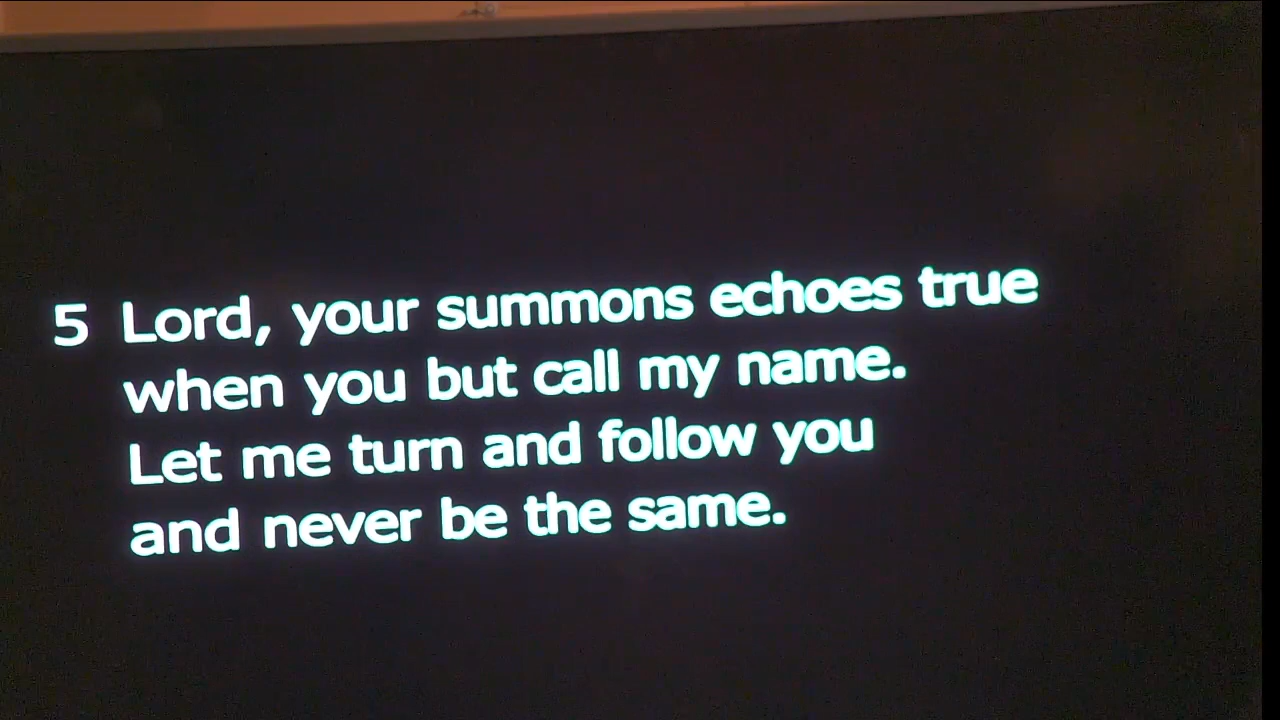 5 Lord, your summons echoes true
when you but call my name.
Let me turn and follow you
and never be the same.